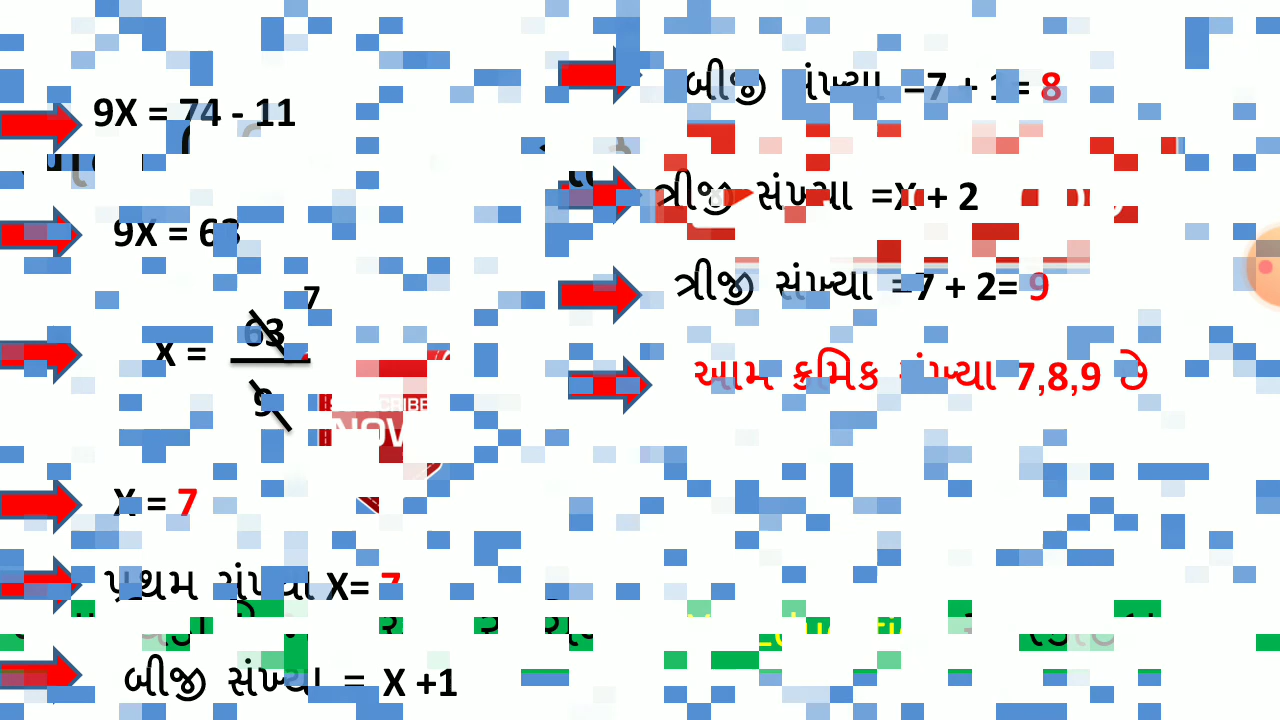 9X = 74 - 11
9X = 63
7
x = 63
9
X = 7
પ્રથમ સંખ્યા X= 7
બીજી સંખ્યા = X +1
બીજી સંખ્યા =7 + 1= 8
ત્રીજી સંખ્યા =X + 2
ત્રીજી સંખ્યા =7 + 2= 9
આમ ક્રમિક સંખ્યા 7,8,9 છે
NOW